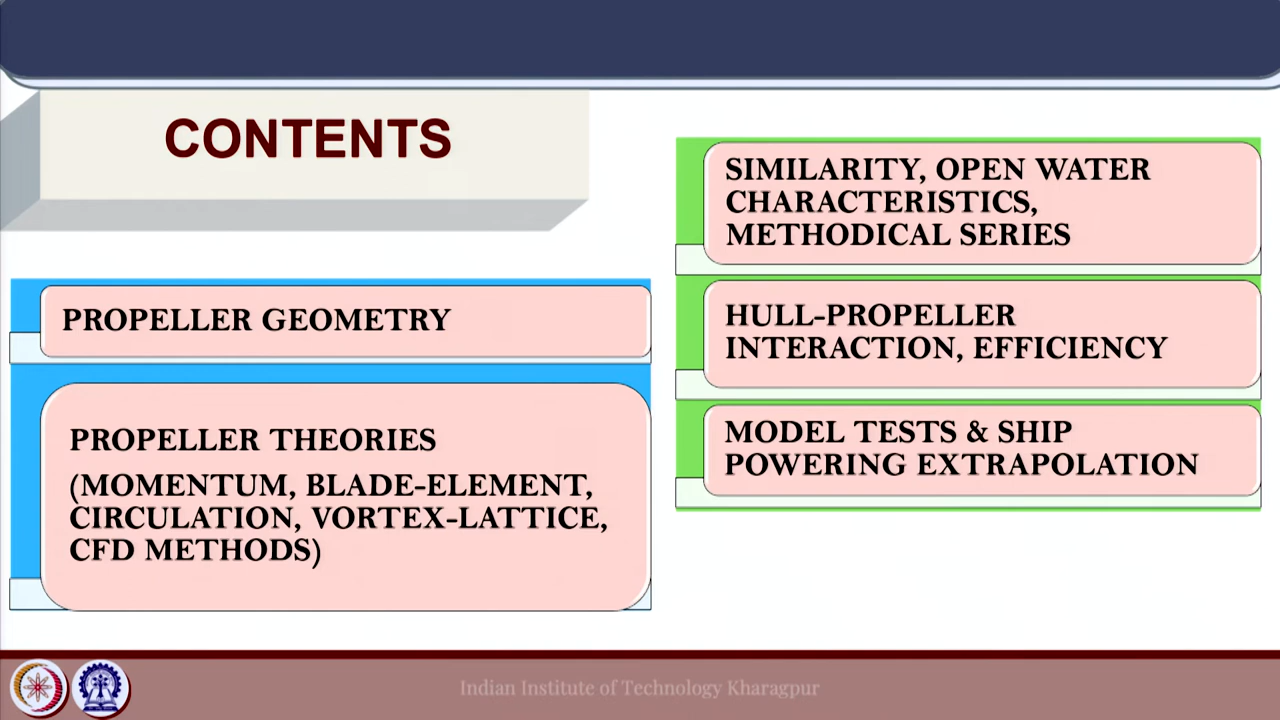 CONTENTS
PROPELLER GEOMETRY
PROPELLER THEORIES
(MOMENTUM, BLADE-ELEMENT,
CIRCULATION, VORTEX-LATTICE,
CFD METHODS)
SIMILARITY, OPEN WATER
CHARACTERISTICS,
METHODICAL SERIES
HULL-PROPELLER
INTERACTION, EFFICIENCY
MODEL TESTS & SHIP
POWERING EXTRAPOLATION
Indian Institute of Technology Kharagpur